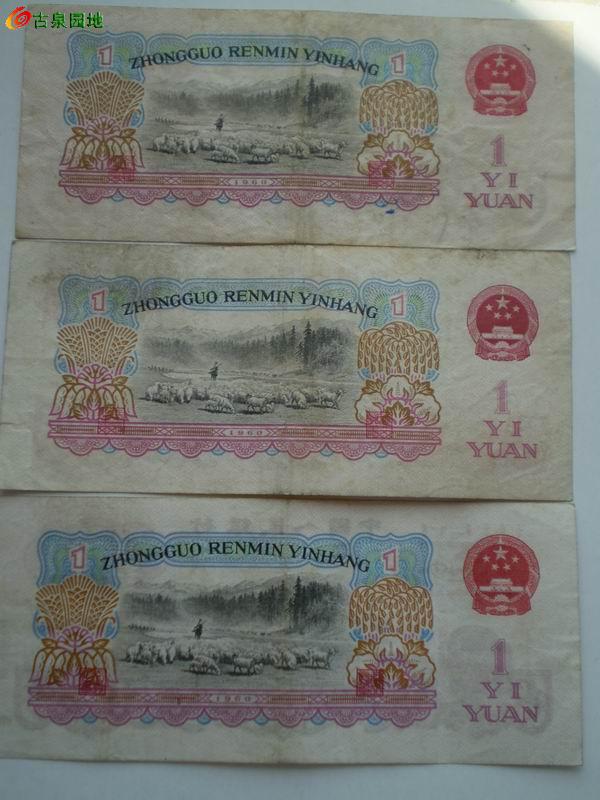 古泉园地
1 ZHONGGUO RENMIN YINHANG 1
1960
1
YI
YUAN
1 ZHONGGUO RENMIN YINHANG 1
1960
1
YI
YUAN
1 ZHONGGUO RENMIN YINHANG 1
1960
1
YI
YUAN